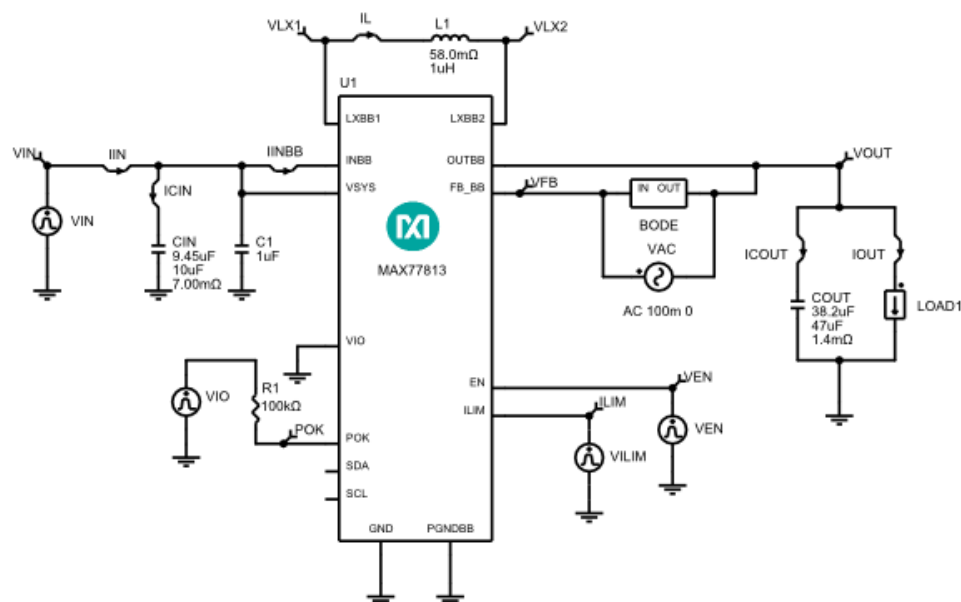 VLX1
IL
L1
VLX2
58.0mΩ
1uH
U1
LXBB1
LXBB2
VIN
IIN
IINBB
INBB
OUTBB
VOUT
ICIN
VSYS
FB_BB
VFB
IN OUT
BODE
VIN
CIN
9.45uF
10uF
7.00mΩ
C1
1uF
MAX77813
VAC
AC 100m 0
ICOUT
IOUT
COUT
38.2uF
47uF
1.4mΩ
LOAD1
VIO
VIO
R1
100kΩ
POK
POK
EN
VEN
ILIM
ILIM
VEN
VILIM
SDA
SCL
GND
PGNDBB